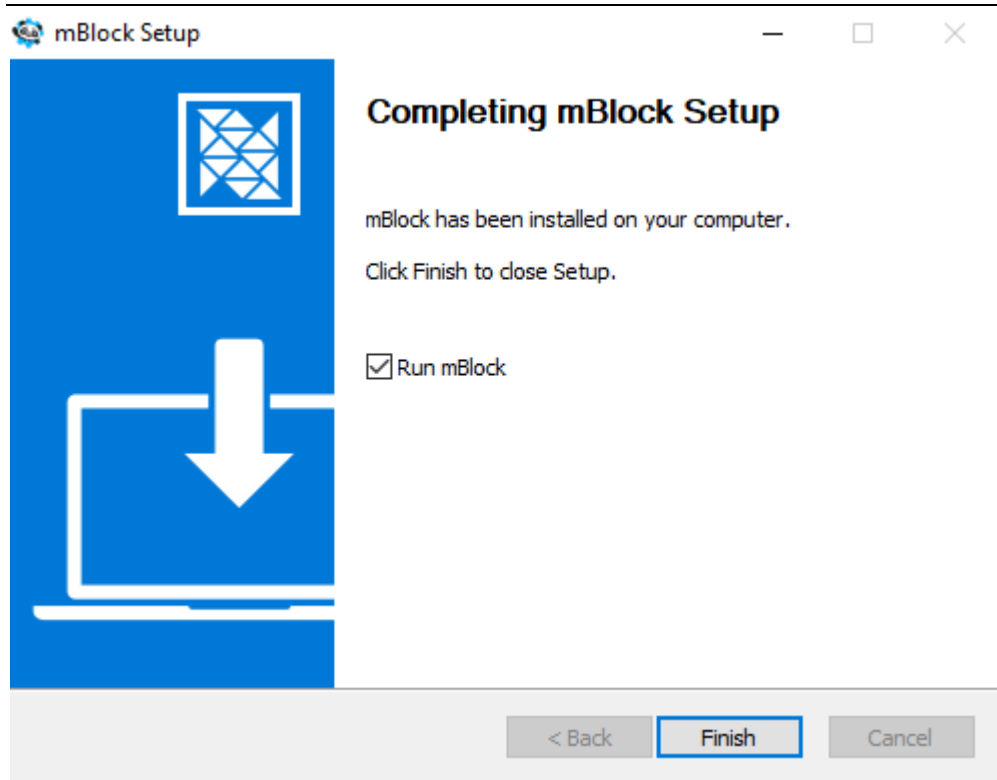 mBlock Setup
Completing mBlock Setup
mBlock has been installed on your computer.
Click Finish to close Setup.
Run mBlock
< Back Finish Cancel